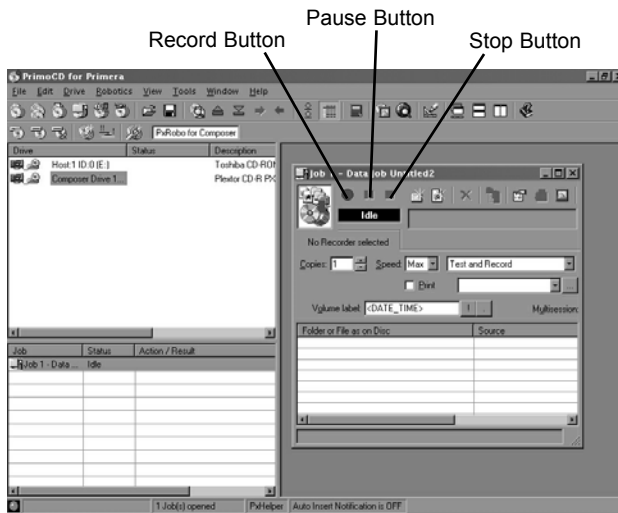 Pause Button
Record Button
Stop Button
PrimoCD for Primera
File Edit Drive Robotics View Tools Window Help
PxRobo for Composer
Drive Status Description
Host:1 ID:0 (E:) Toshiba CD-ROM
Composer Drive 1... Plextor CD-R PX
Job 1 - Data Job Untitled2
Idle
No Recorder selected
Copies: 1 Speed: Max Test and Record
Print
Volume label: <DATE_TIME> ! . Multisession:
Folder or File as on Disc Source
Job Status Action / Result
Job 1 - Data ... Idle
1 Job(s) opened PxHelper Auto Insert Notification is OFF